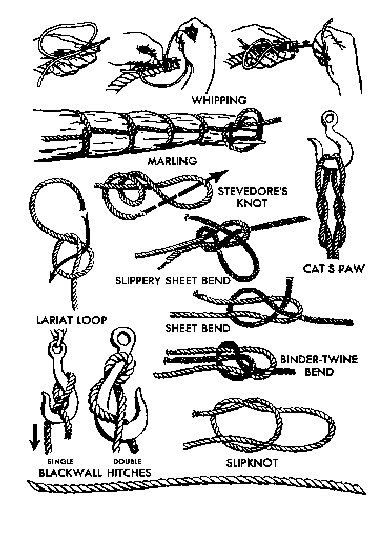 WHIPPING
MARLING
STEVEDORE'S
KNOT
CAT S PAW
SLIPPERY SHEET BEND
LARIAT LOOP
SHEET BEND
BINDER-TWINE
BEND
SINGLE DOUBLE
BLACKWALL HITCHES
SLIPKNOT